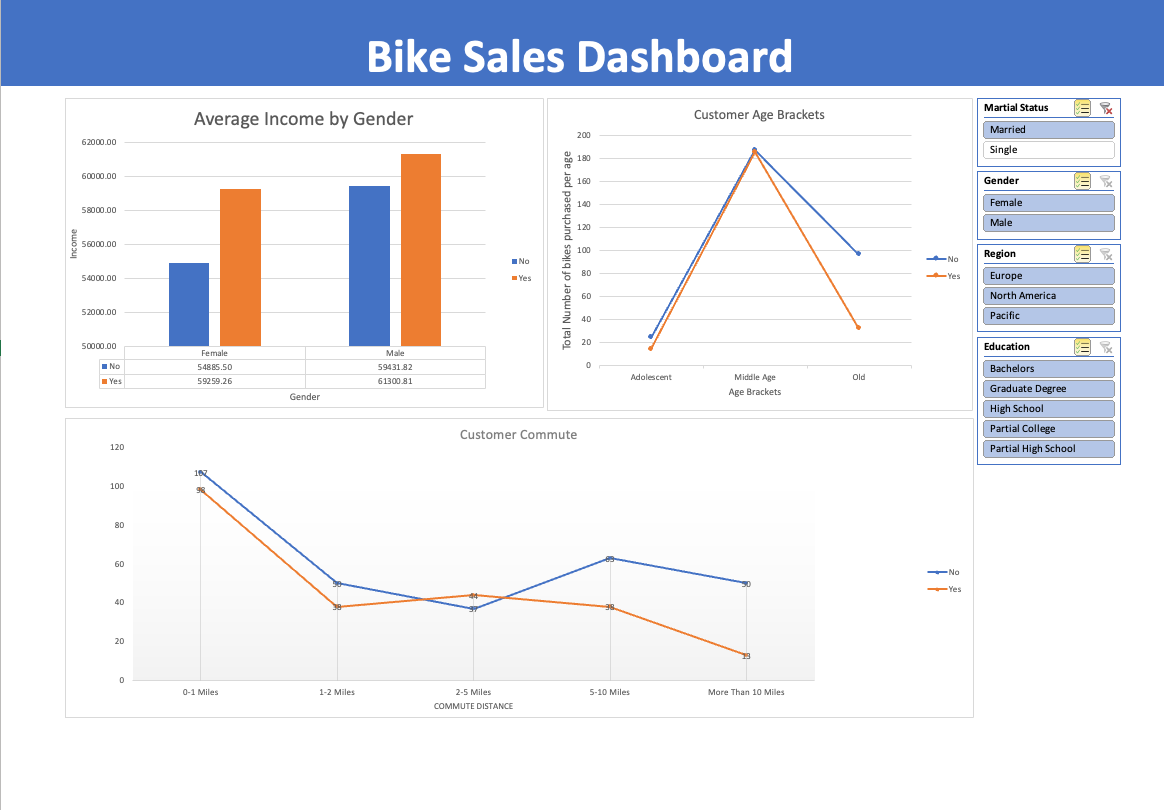 Bike Sales Dashboard
Average Income by Gender
62000.00
60000.00
58000.00
56000.00
54000.00
52000.00
50000.00
Income
Female Male
No 54885.50 59431.82
Yes 59259.26 61300.81
Gender
No
Yes
Customer Age Brackets
200
180
160
140
120
100
80
60
40
20
0
Total Number of bikes purchased per age
Adolescent Middle Age Old
Age Brackets
No
Yes
Martial Status
Married
Single
Gender
Female
Male
Region
Europe
North America
Pacific
Education
Bachelors
Graduate Degree
High School
Partial College
Partial High School
Customer Commute
120
100
80
60
40
20
0
107
98
50
38
44
37
63
38
50
13
0-1 Miles 1-2 Miles 2-5 Miles 5-10 Miles More Than 10 Miles
COMMUTE DISTANCE
No
Yes